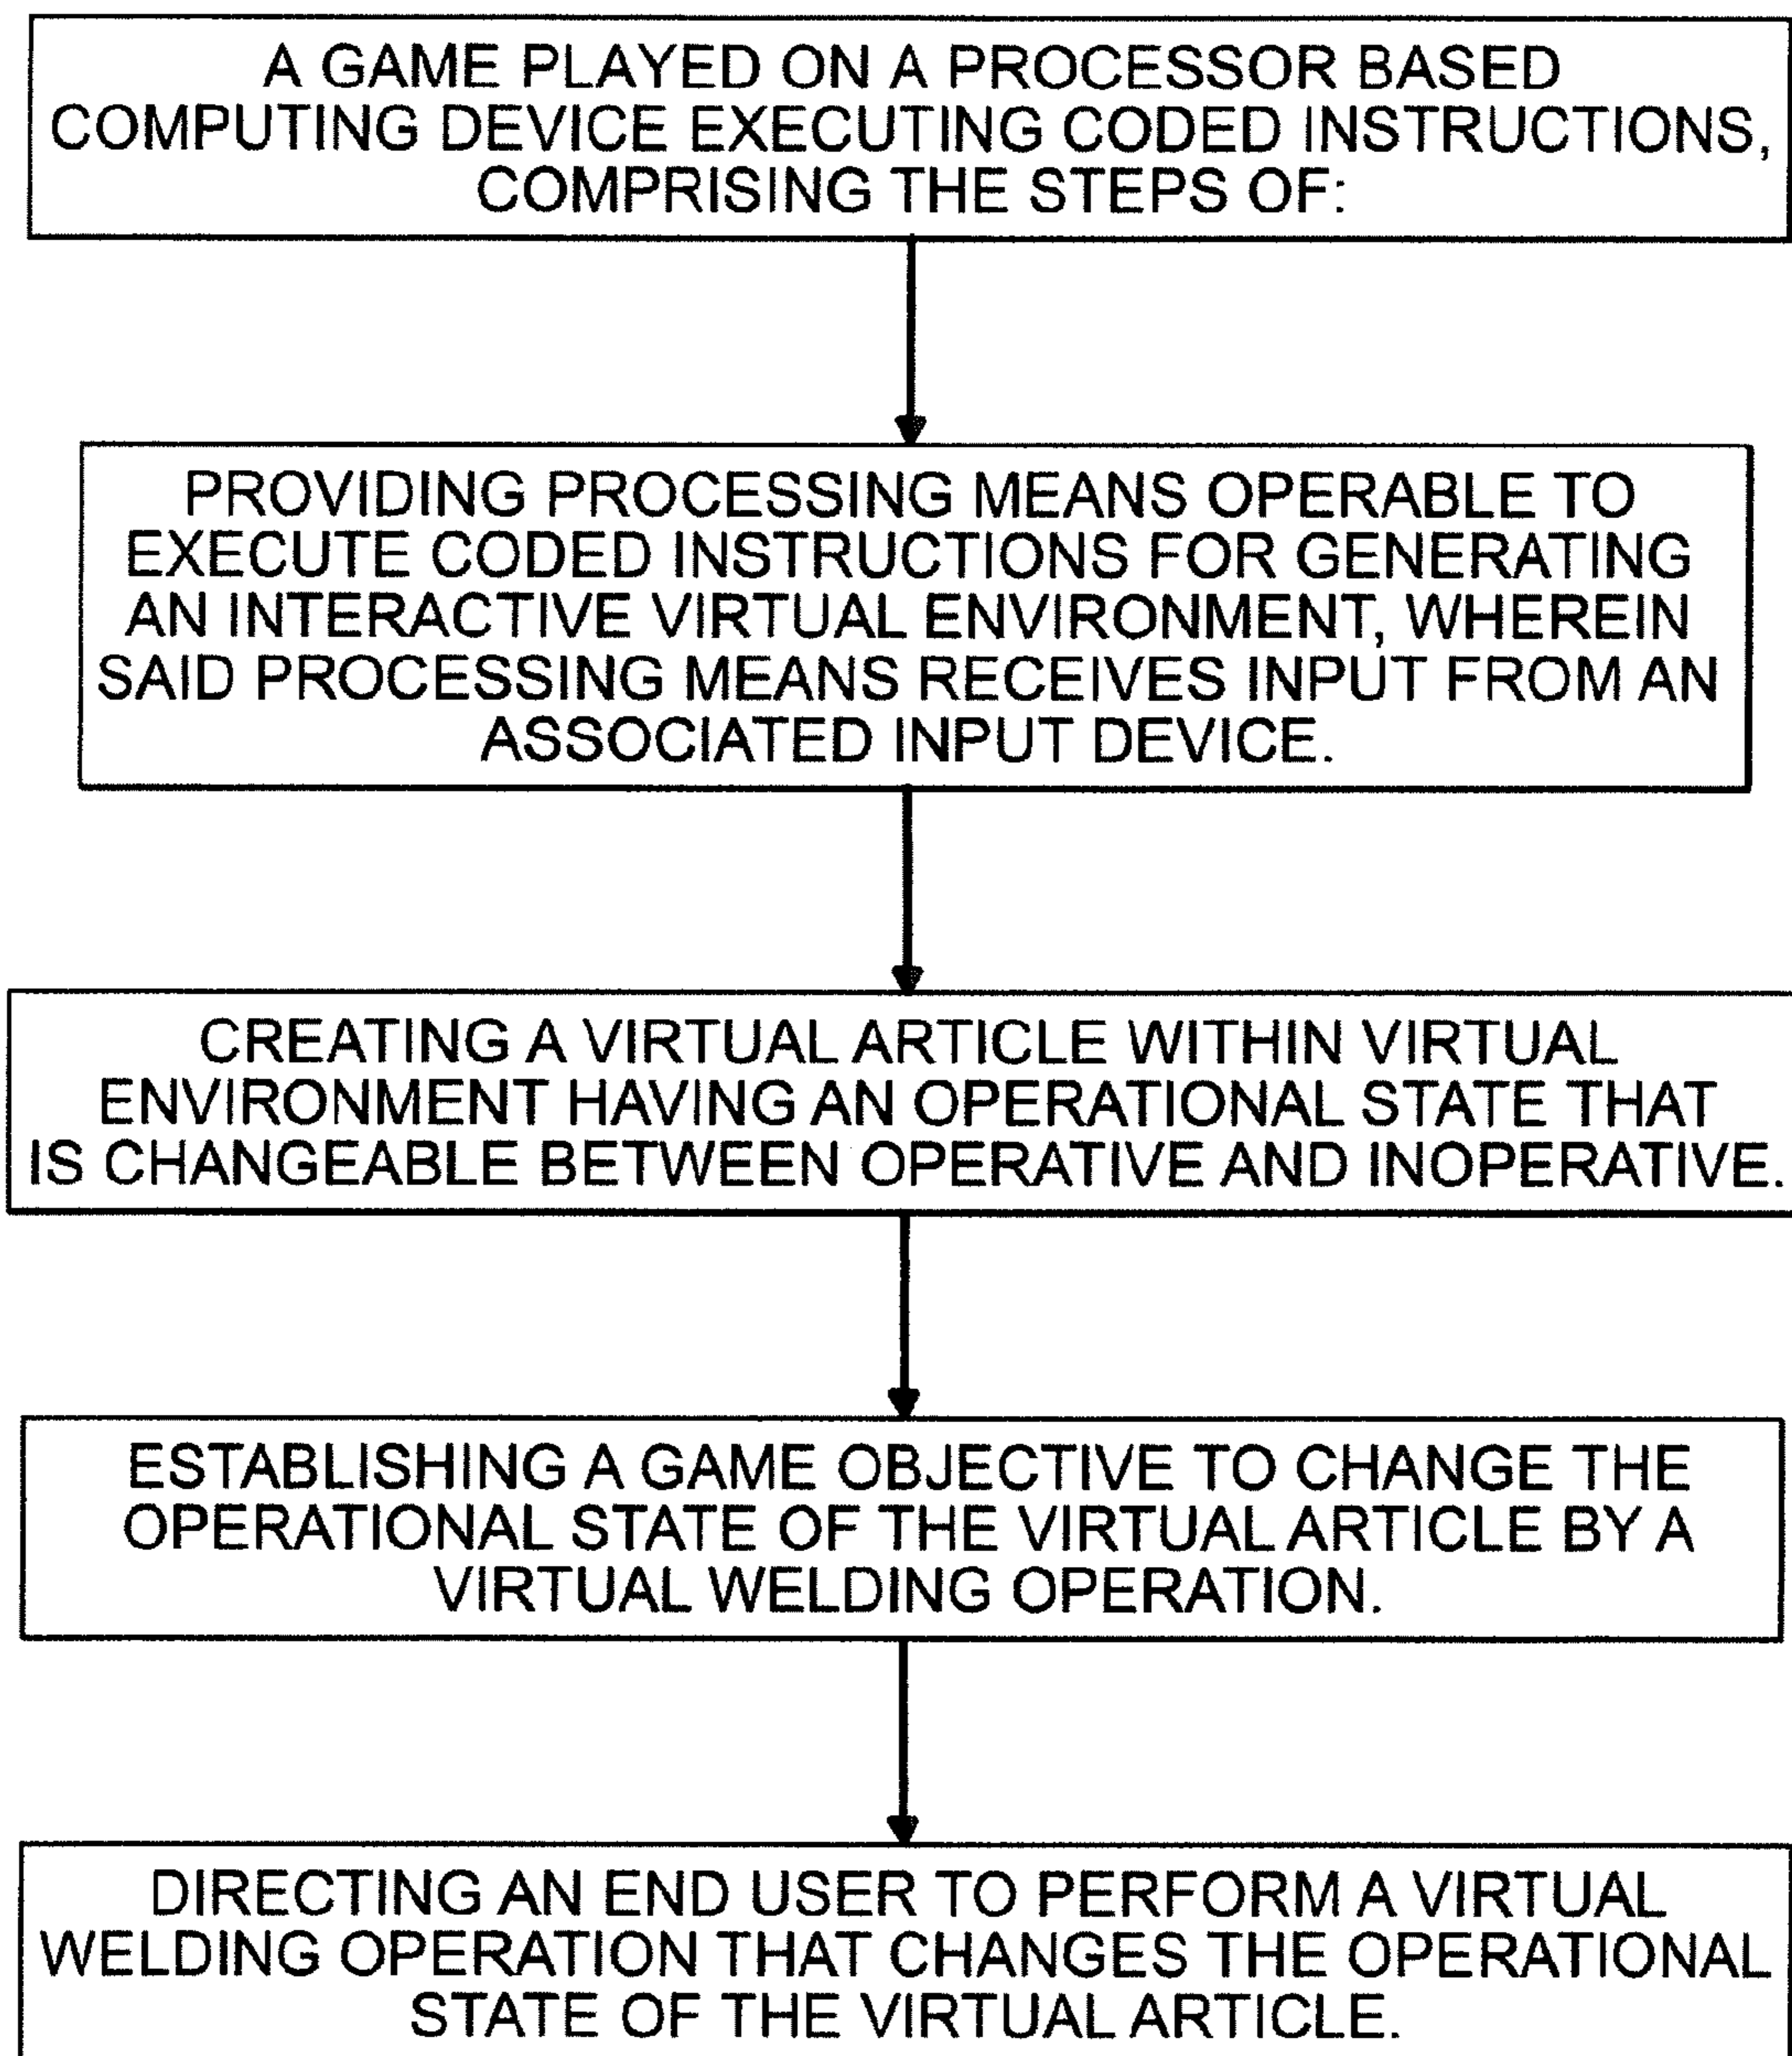 A GAME PLAYED ON A PROCESSOR BASED
COMPUTING DEVICE EXECUTING CODED INSTRUCTIONS,
COMPRISING THE STEPS OF:
PROVIDING PROCESSING MEANS OPERABLE TO
EXECUTE CODED INSTRUCTIONS FOR GENERATING
AN INTERACTIVE VIRTUAL ENVIRONMENT, WHEREIN
SAID PROCESSING MEANS RECEIVES INPUT FROM AN
ASSOCIATED INPUT DEVICE.
CREATING A VIRTUAL ARTICLE WITHIN VIRTUAL
ENVIRONMENT HAVING AN OPERATIONAL STATE THAT
IS CHANGEABLE BETWEEN OPERATIVE AND INOPERATIVE.
ESTABLISHING A GAME OBJECTIVE TO CHANGE THE
OPERATIONAL STATE OF THE VIRTUAL ARTICLE BY A
VIRTUAL WELDING OPERATION.
DIRECTING AN END USER TO PERFORM A VIRTUAL
WELDING OPERATION THAT CHANGES THE OPERATIONAL
STATE OF THE VIRTUAL ARTICLE.